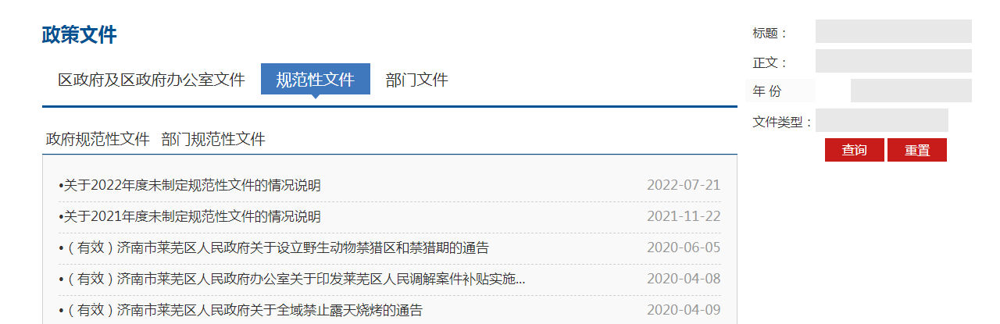 政策文件
区政府及区政府办公室文件 规范性文件 部门文件
政府规范性文件 部门规范性文件
•关于2022年度未制定规范性文件的情况说明 2022-07-21
•关于2021年度未制定规范性文件的情况说明 2021-11-22
•（有效）济南市莱芜区人民政府关于设立野生动物禁猎区和禁猎期的通告 2020-06-05
•（有效）济南市莱芜区人民政府办公室关于印发莱芜区人民调解案件补贴实施... 2020-04-08
•（有效）济南市莱芜区人民政府关于全域禁止露天烧烤的通告 2020-04-09
标题：
正文：
年 份
文件类型：
查询 重置